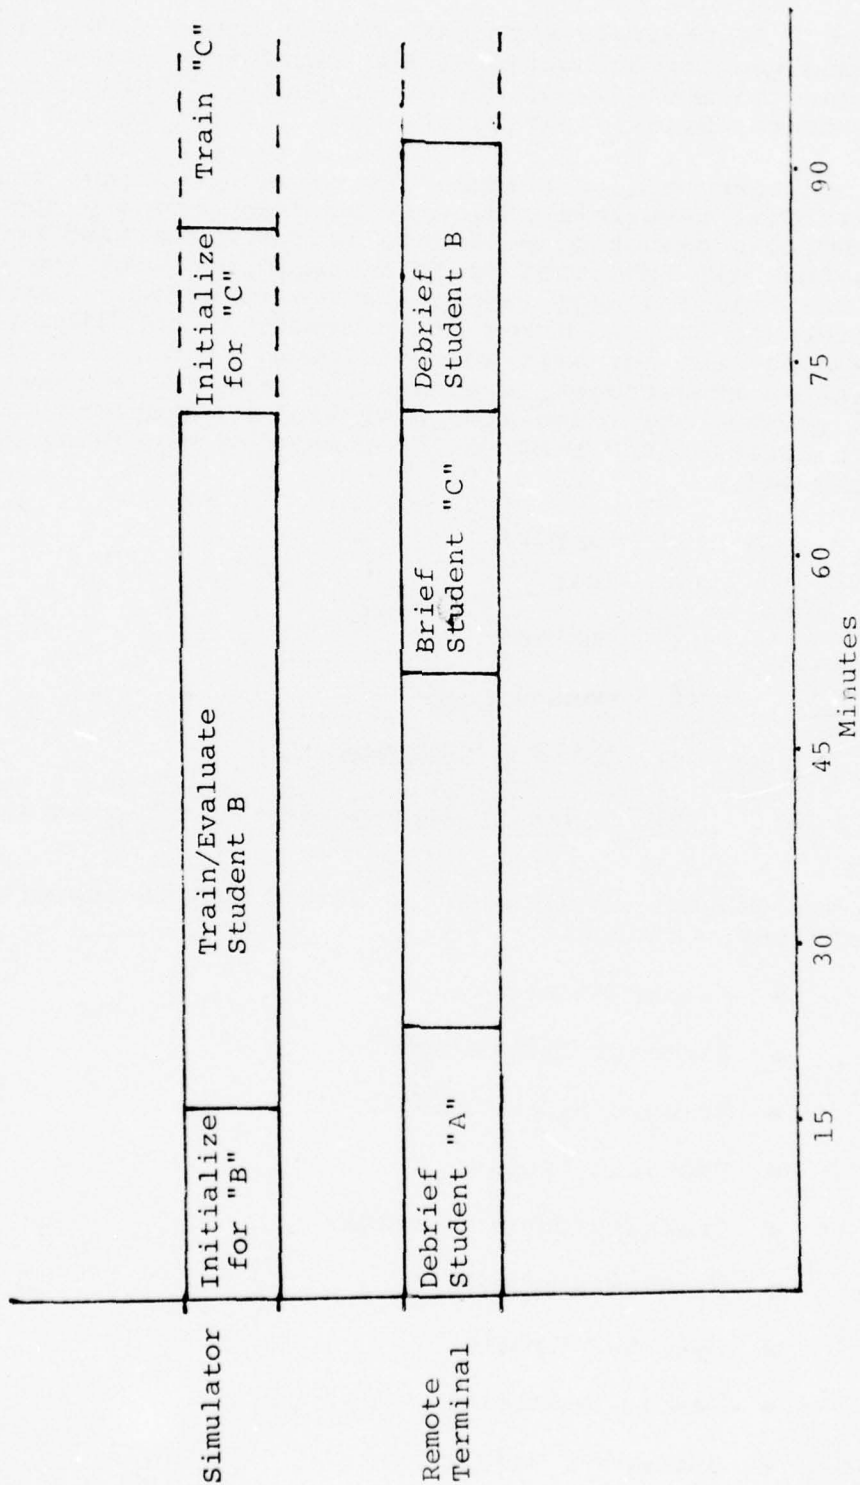 Simulator
Initialize
for "B"
Train/Evaluate
Student B
Initialize
for "C"
Train "C"
Remote
Terminal
Debrief
Student "A"
Brief
Student "C"
Debrief
Student B
15
30
45
60
75
90
Minutes